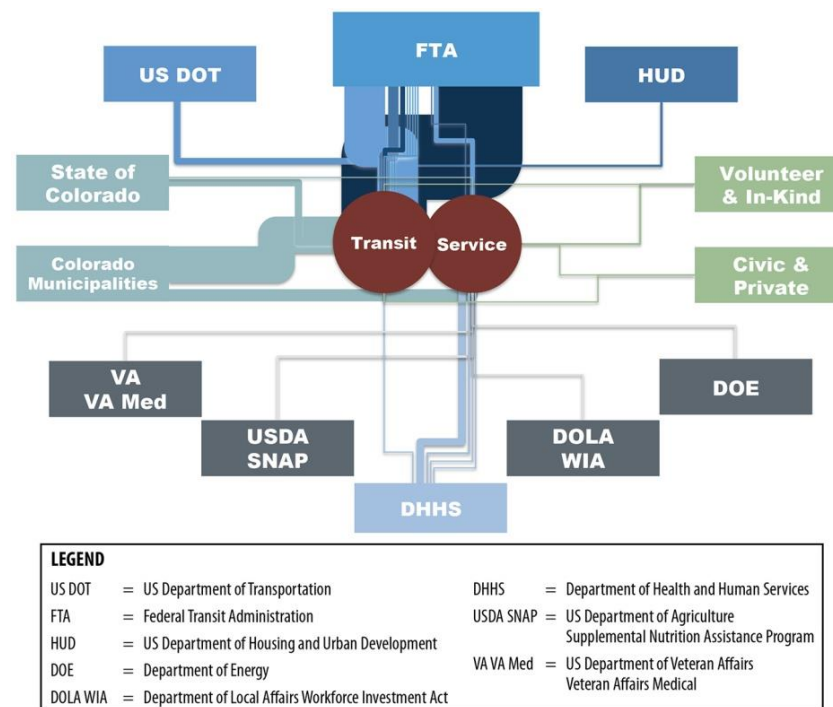 FTA
US DOT
HUD
State of
Colorado
Volunteer
& In-Kind
Transit
Service
Colorado
Municipalities
Civic &
Private
VA
VA Med
DOE
USDA
SNAP
DOLA
WIA
DHHS
LEGEND
US DOT = US Department of Transportation
FTA = Federal Transit Administration
HUD = US Department of Housing and Urban Development
DOE = Department of Energy
DOLA WIA = Department of Local Affairs Workforce Investment Act
DHHS = Department of Health and Human Services
USDA SNAP = US Department of Agriculture
Supplemental Nutrition Assistance Program
VA VA Med = US Department of Veteran Affairs
Veteran Affairs Medical